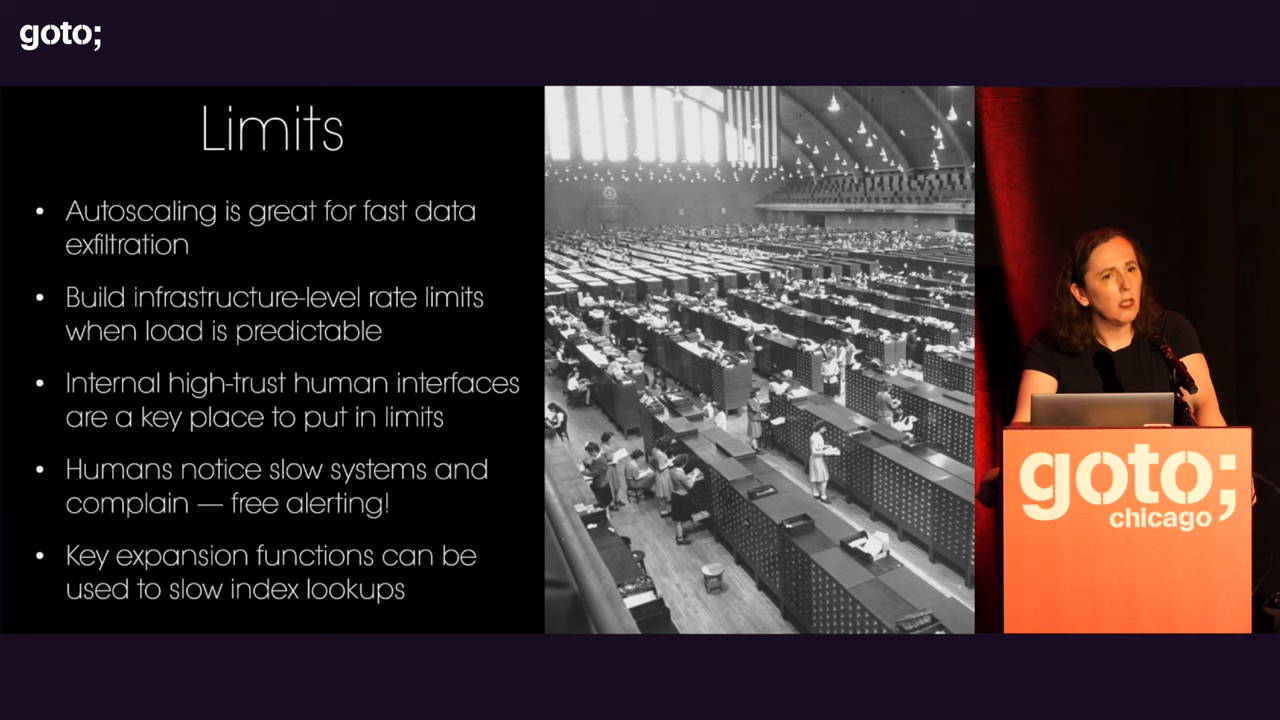 goto;
Limits
• Autoscaling is great for fast data
exfiltration
• Build infrastructure-level rate limits
when load is predictable
• Internal high-trust human interfaces
are a key place to put in limits
• Humans notice slow systems and
complain — free alerting!
• Key expansion functions can be
used to slow index lookups
goto;
chicago